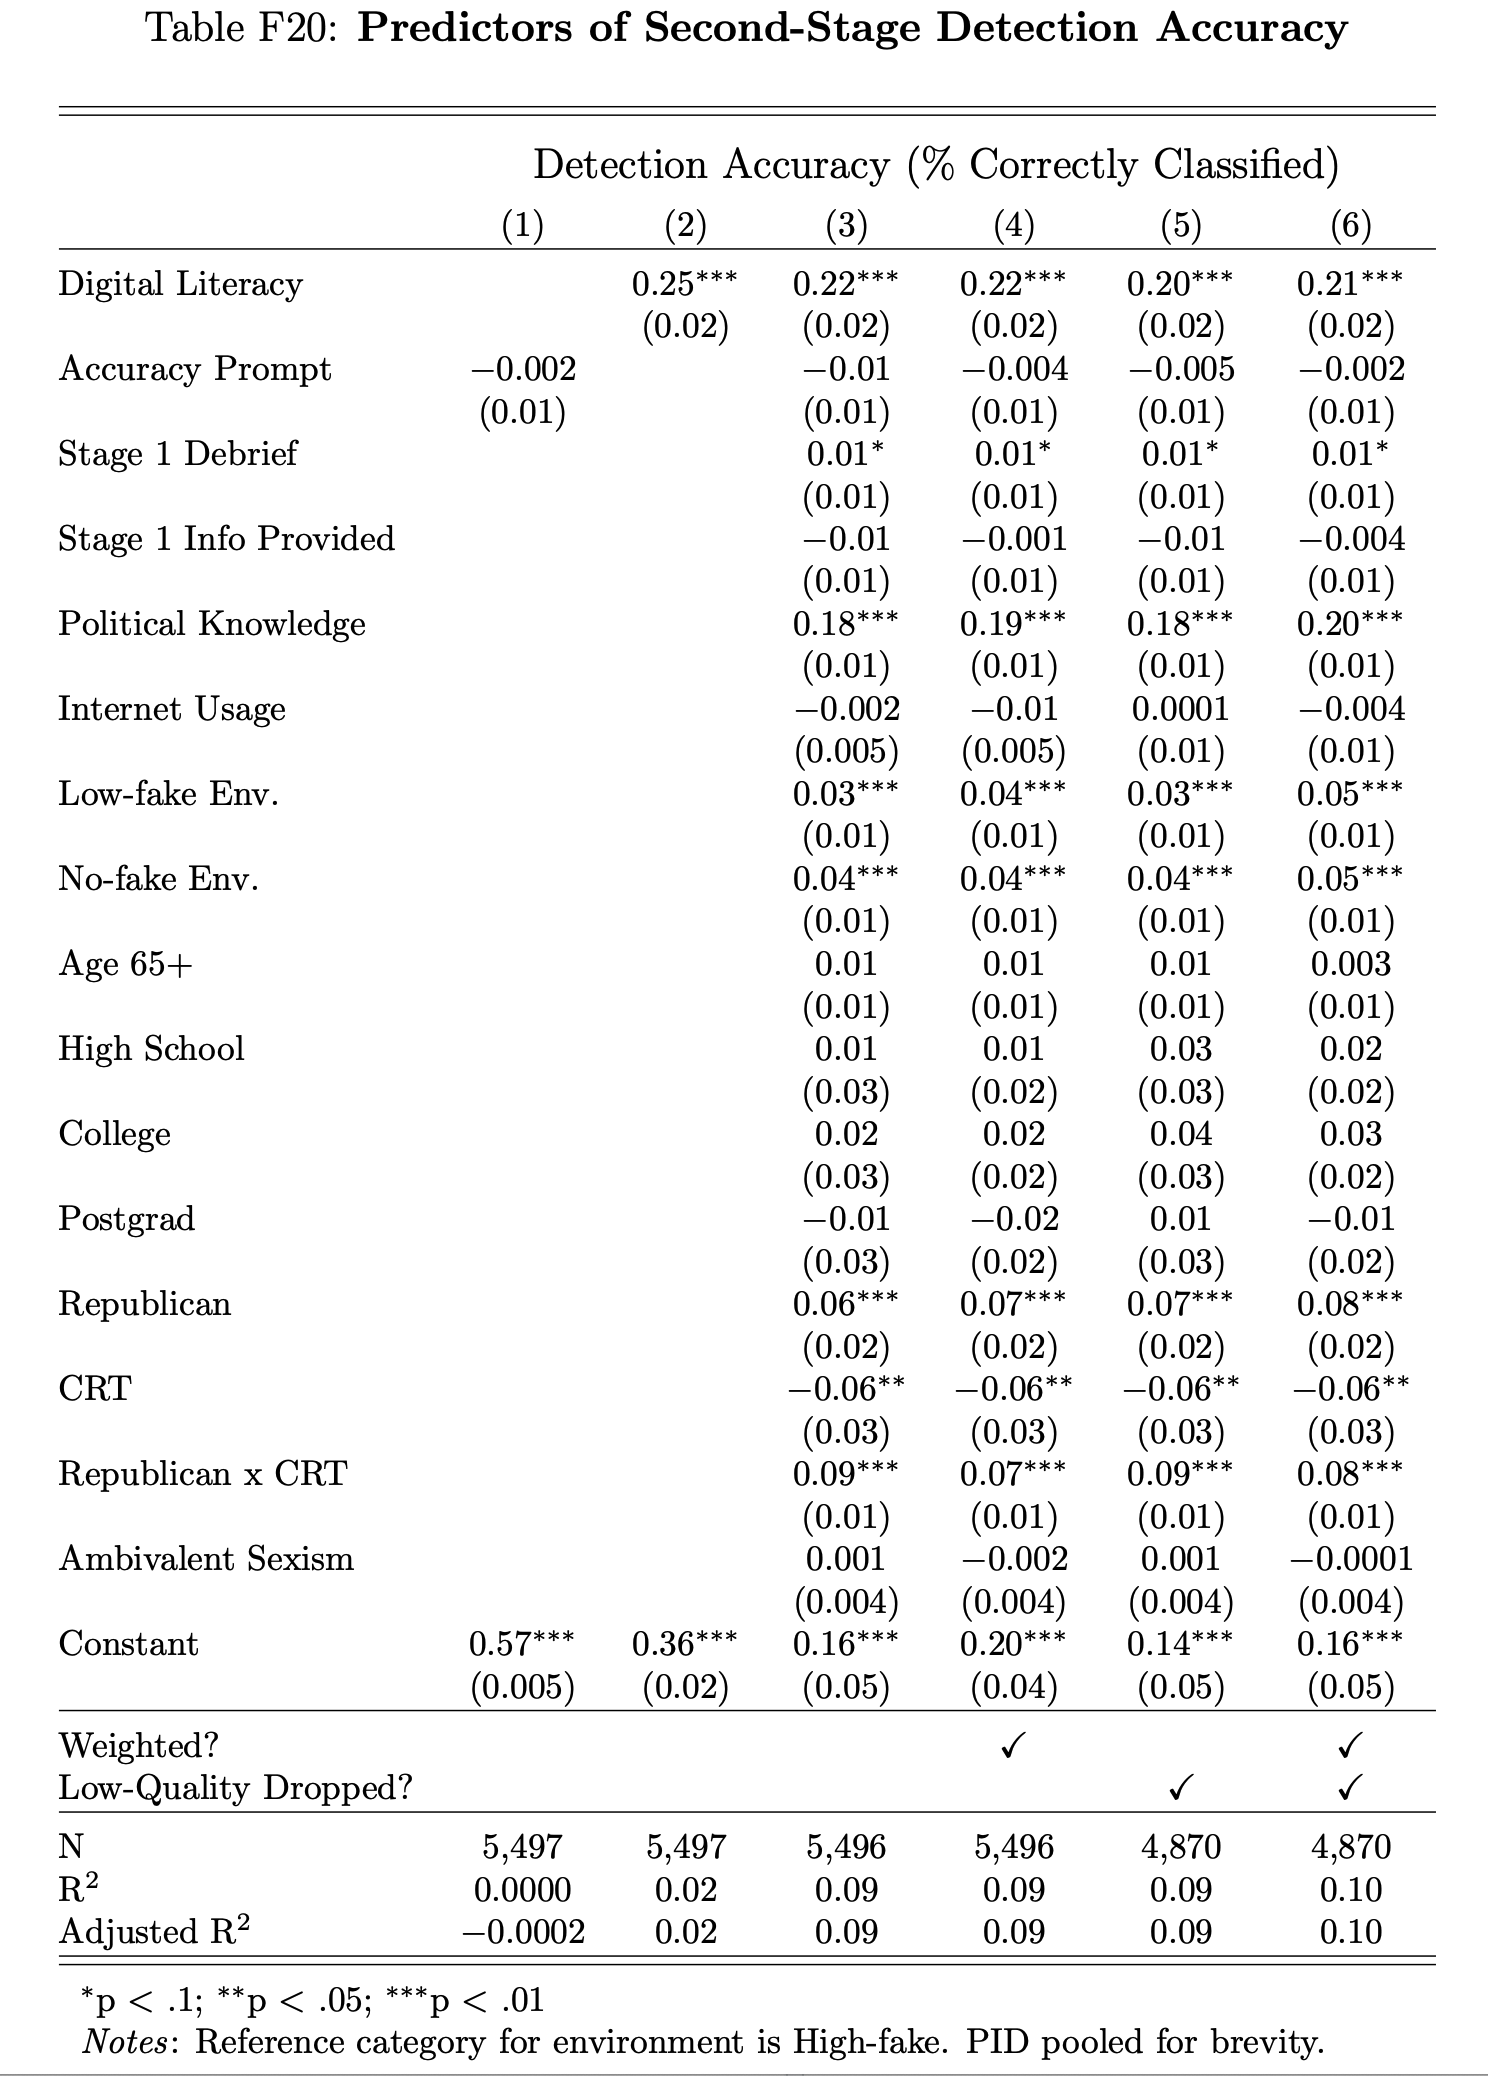 Table F20: Predictors of Second-Stage Detection Accuracy
Detection Accuracy (% Correctly Classified)
(1) (2) (3) (4) (5) (6)
Digital Literacy 0.25*** 0.22*** 0.22*** 0.20*** 0.21***
(0.02) (0.02) (0.02) (0.02) (0.02)
Accuracy Prompt −0.002 −0.01 −0.004 −0.005 −0.002
(0.01) (0.01) (0.01) (0.01) (0.01)
Stage 1 Debrief 0.01* 0.01* 0.01* 0.01*
(0.01) (0.01) (0.01) (0.01)
Stage 1 Info Provided −0.01 −0.001 −0.01 −0.004
(0.01) (0.01) (0.01) (0.01)
Political Knowledge 0.18*** 0.19*** 0.18*** 0.20***
(0.01) (0.01) (0.01) (0.01)
Internet Usage −0.002 −0.01 0.0001 −0.004
(0.005) (0.005) (0.01) (0.01)
Low-fake Env. 0.03*** 0.04*** 0.03*** 0.05***
(0.01) (0.01) (0.01) (0.01)
No-fake Env. 0.04*** 0.04*** 0.04*** 0.05***
(0.01) (0.01) (0.01) (0.01)
Age 65+ 0.01 0.01 0.01 0.003
(0.01) (0.01) (0.01) (0.01)
High School 0.01 0.01 0.03 0.02
(0.03) (0.02) (0.03) (0.02)
College 0.02 0.02 0.04 0.03
(0.03) (0.02) (0.03) (0.02)
Postgrad −0.01 −0.02 0.01 −0.01
(0.03) (0.02) (0.03) (0.02)
Republican 0.06*** 0.07*** 0.07*** 0.08***
(0.02) (0.02) (0.02) (0.02)
CRT −0.06** −0.06** −0.06** −0.06**
(0.03) (0.03) (0.03) (0.03)
Republican x CRT 0.09*** 0.07*** 0.09*** 0.08***
(0.01) (0.01) (0.01) (0.01)
Ambivalent Sexism 0.001 −0.002 0.001 −0.0001
(0.004) (0.004) (0.004) (0.004)
Constant 0.57*** 0.36*** 0.16*** 0.20*** 0.14*** 0.16***
(0.005) (0.02) (0.05) (0.04) (0.05) (0.05)
Weighted? ✓ ✓
Low-Quality Dropped? ✓ ✓
N 5,497 5,497 5,496 5,496 4,870 4,870
R² 0.0000 0.02 0.09 0.09 0.09 0.10
Adjusted R² −0.0002 0.02 0.09 0.09 0.09 0.10
*p < .1; **p < .05; ***p < .01
Notes: Reference category for environment is High-fake. PID pooled for brevity.